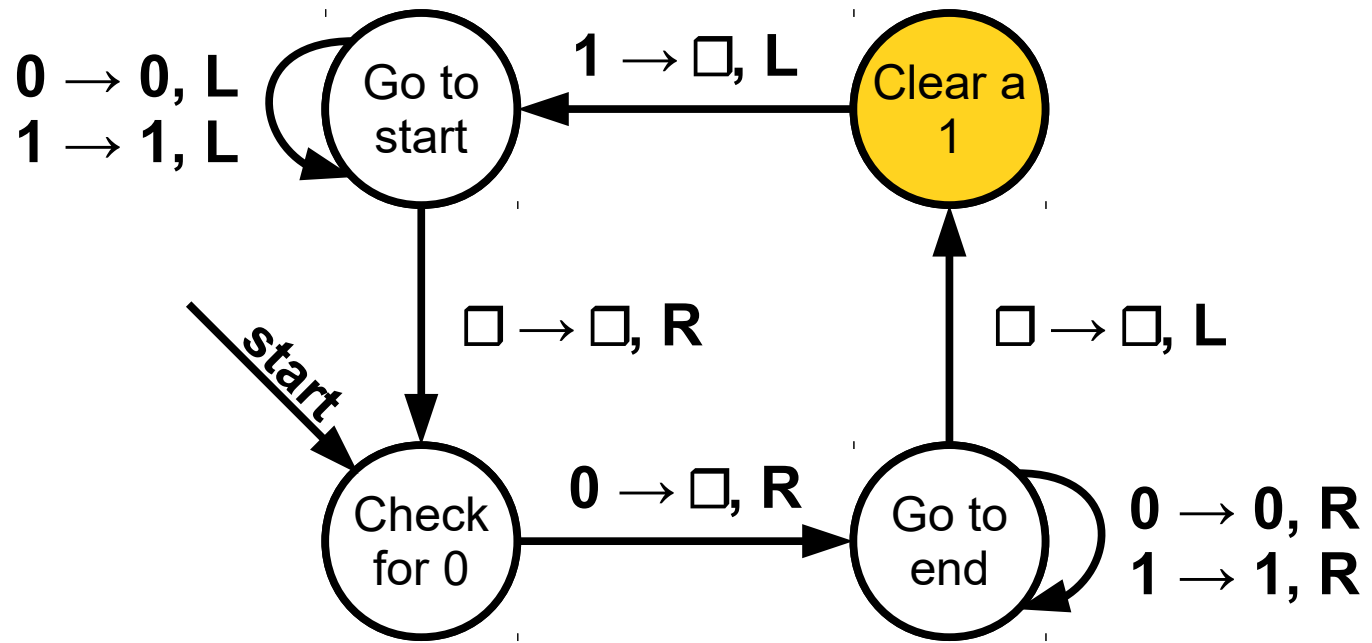 0 → 0, L
1 → 1, L
Go to
start
1 → □, L
Clear a
1
□ → □, R
□ → □, L
start
Check
for 0
0 → □, R
Go to
end
0 → 0, R
1 → 1, R